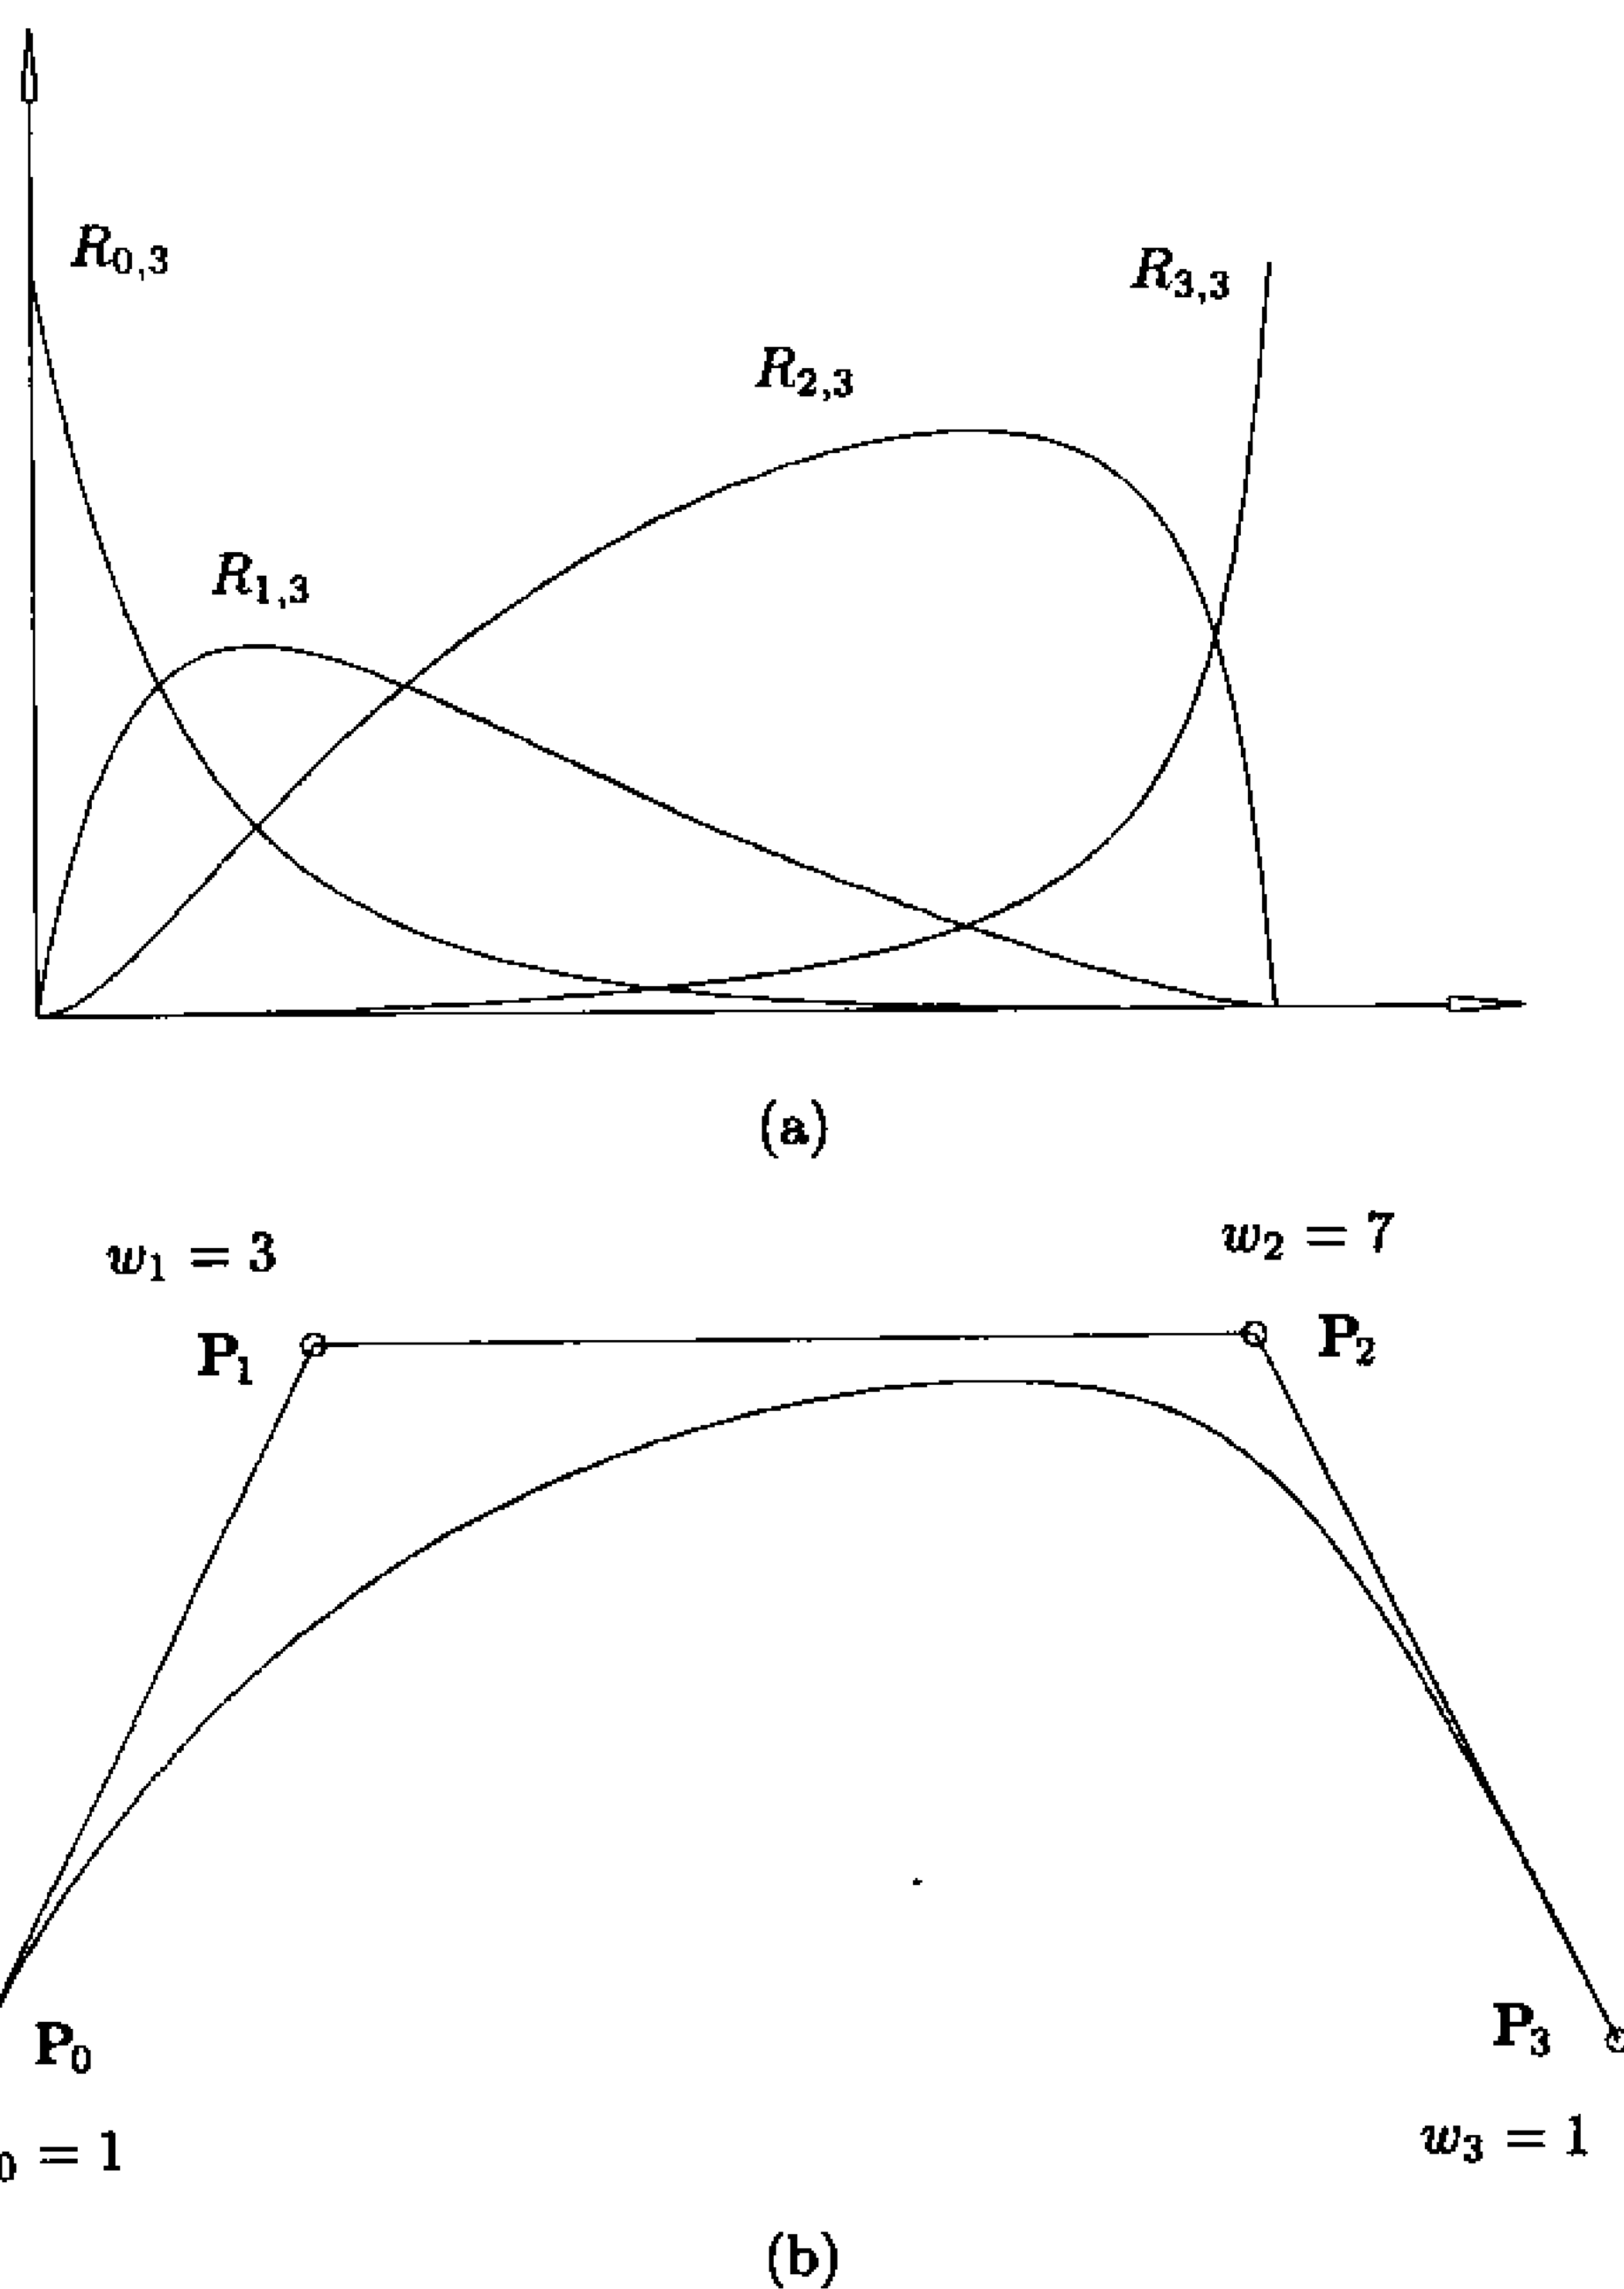 R0,3
R3,3
R2,3
R1,3
(a)
w1 = 3
w2 = 7
P1
P2
P0
P3
0 = 1
w3 = 1
(b)